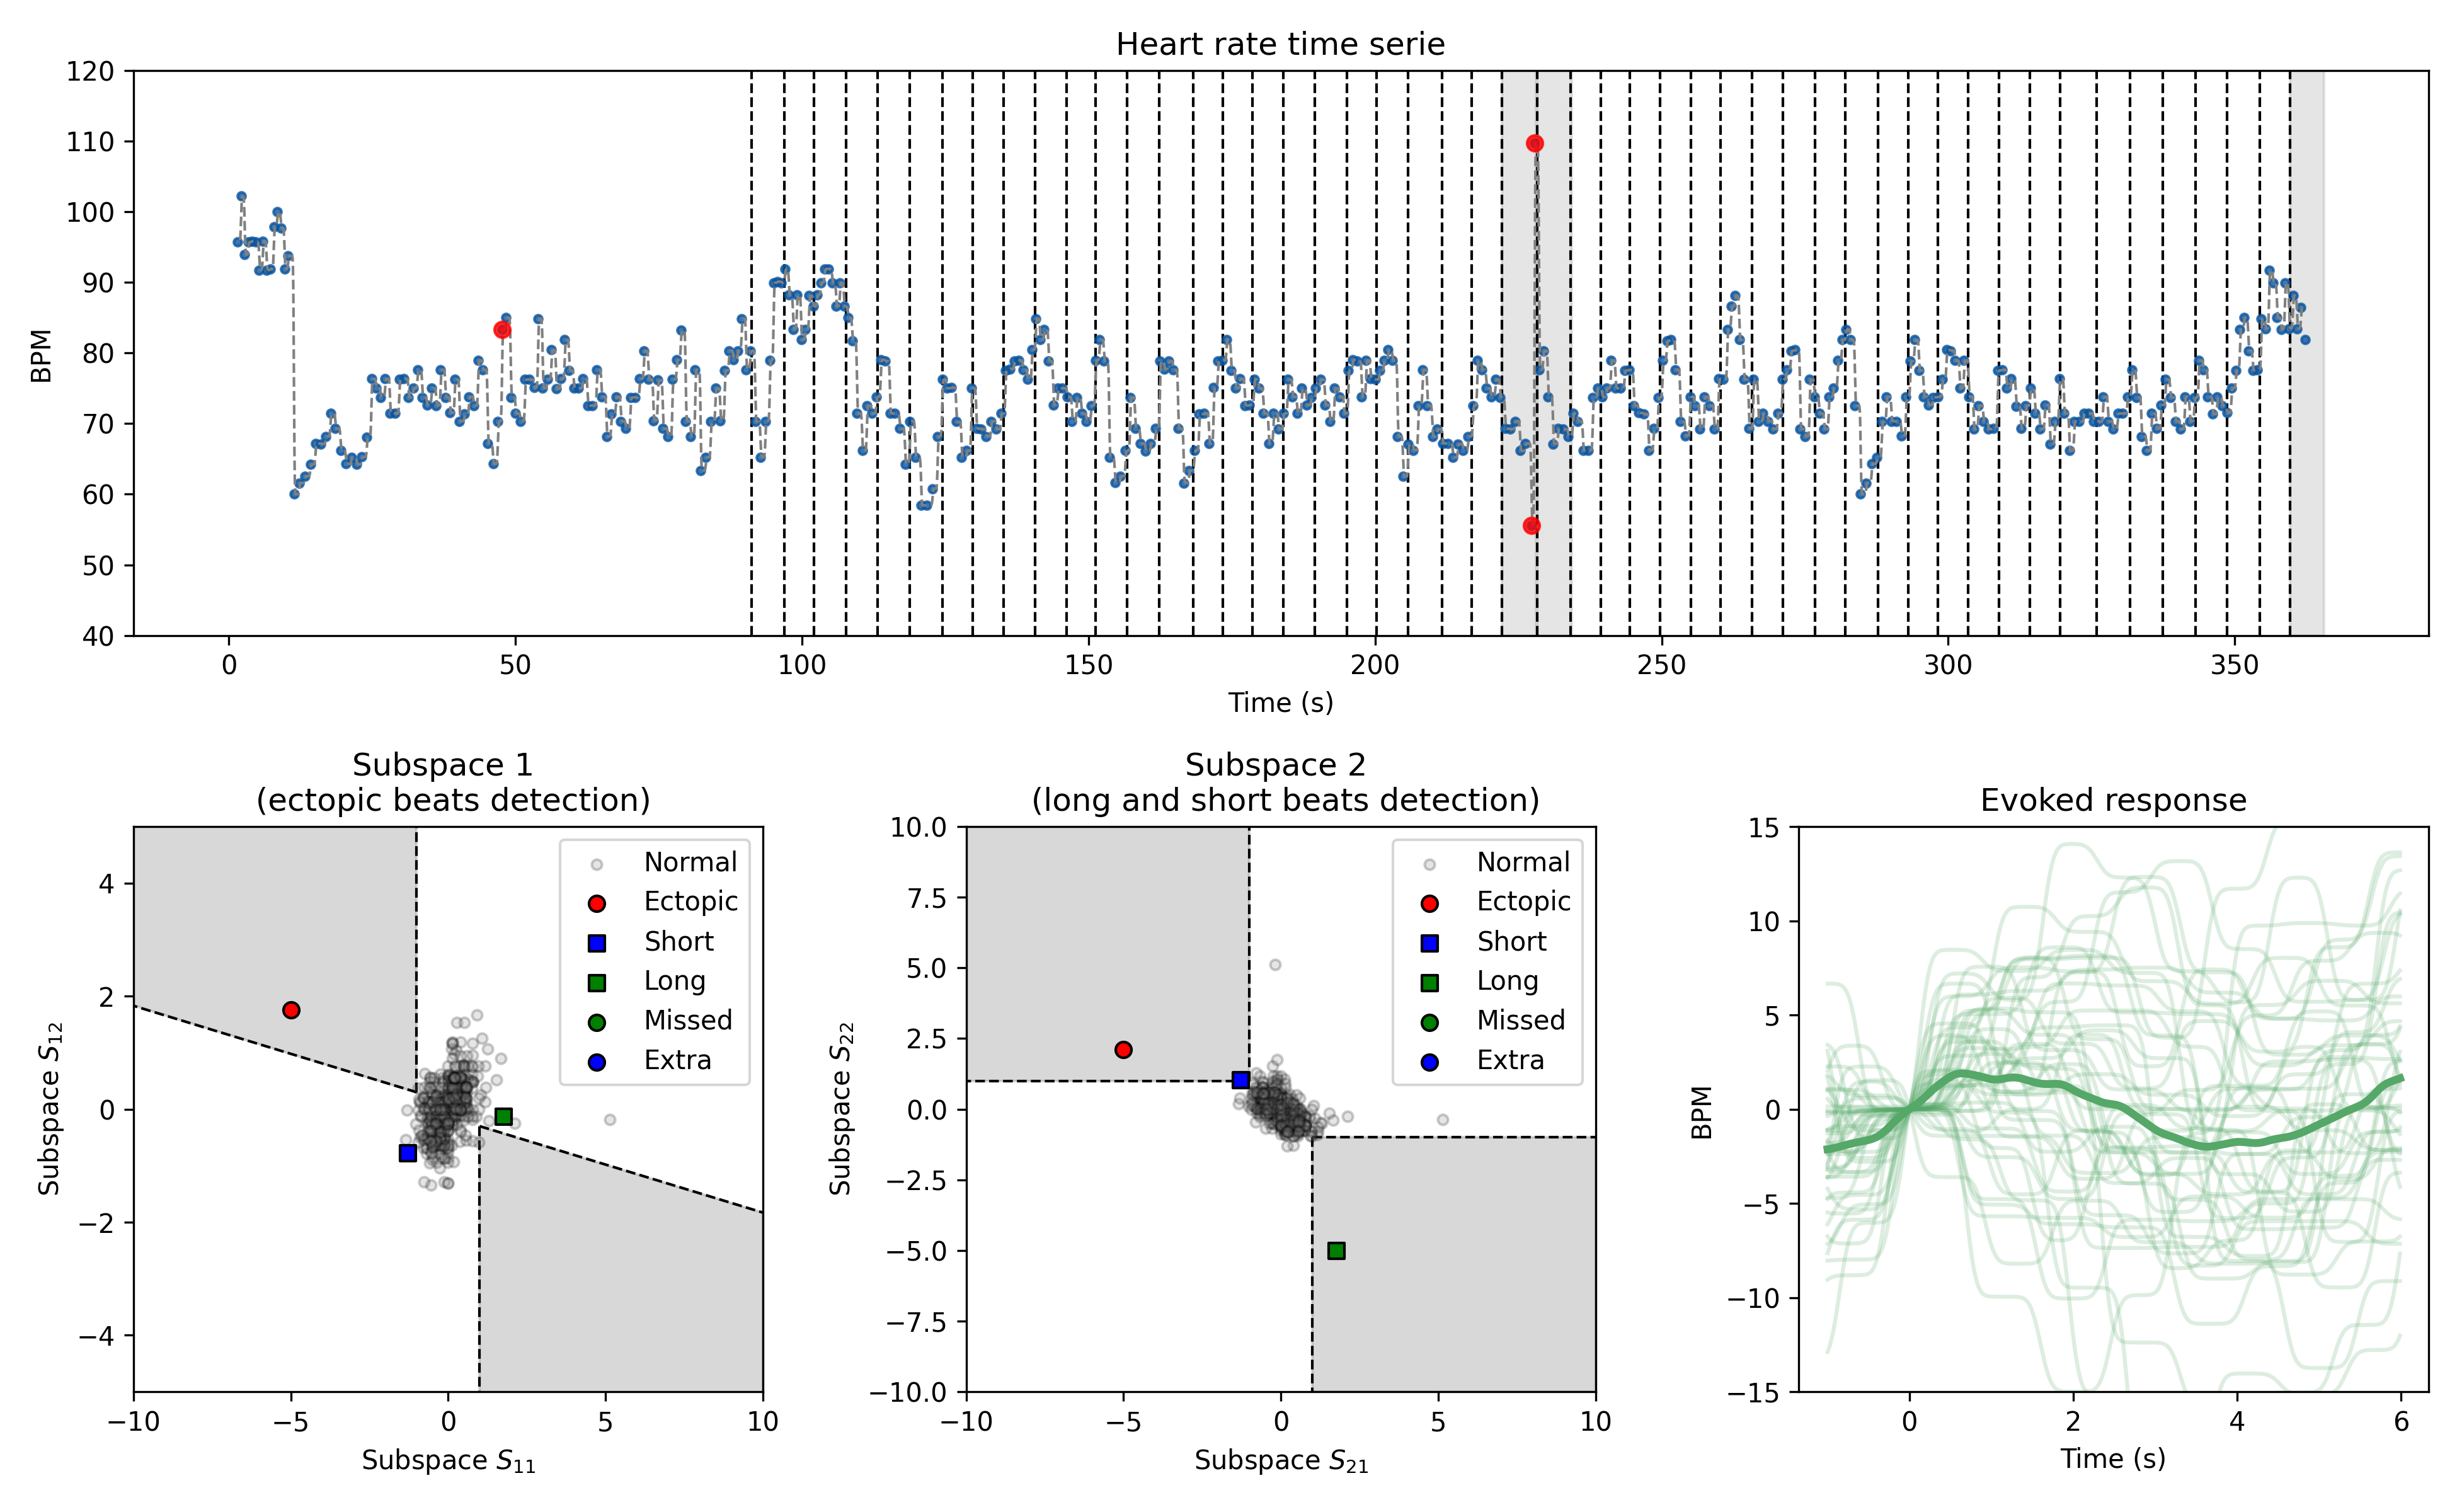 Heart rate time serie
120
110
100
90
80
70
60
50
40
BPM
0 50 100 150 200 250 300 350
Time (s)
Subspace 1
(ectopic beats detection)
4
2
0
−2
−4
Subspace S₁₂
Normal
Ectopic
Short
Long
Missed
Extra
−10 −5 0 5 10
Subspace S₁₁
Subspace 2
(long and short beats detection)
10.0
7.5
5.0
2.5
0.0
−2.5
−5.0
−7.5
−10.0
Subspace S₂₂
Normal
Ectopic
Short
Long
Missed
Extra
−10 −5 0 5 10
Subspace S₂₁
Evoked response
15
10
5
0
−5
−10
−15
BPM
0 2 4 6
Time (s)